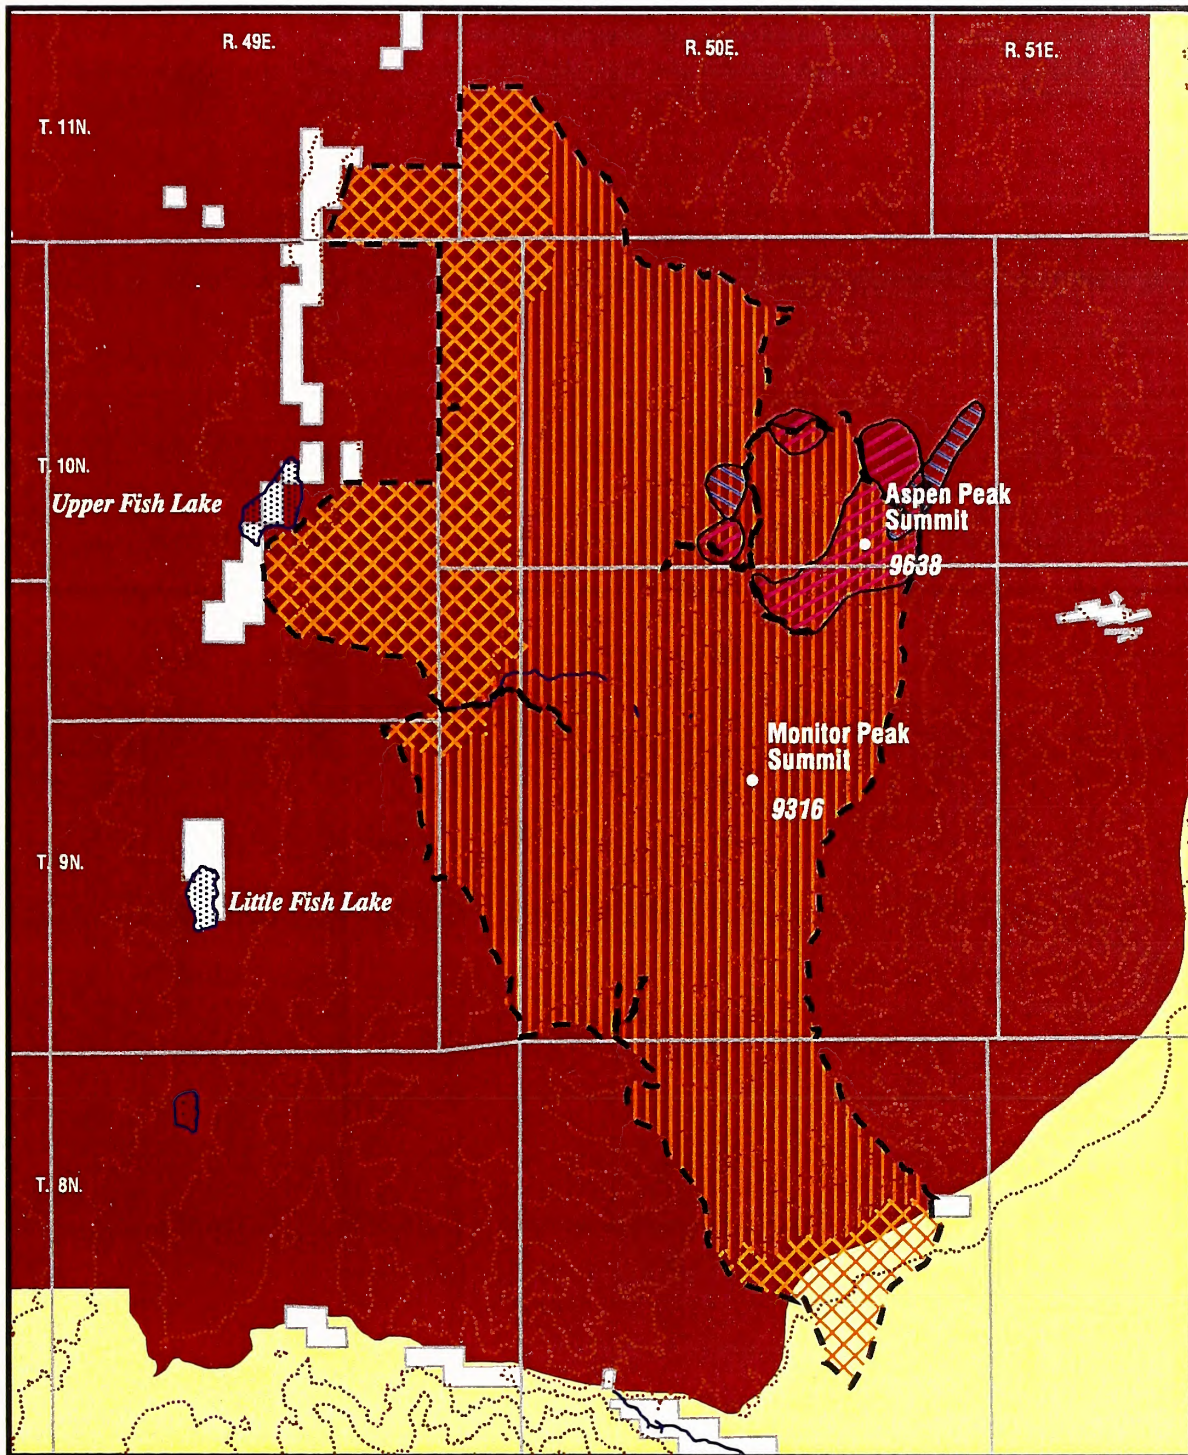 R. 49E.
R. 50E.
R. 51E.
T. 11N.
T. 10N.
Upper Fish Lake
Aspen Peak
Summit
9638
Monitor Peak
Summit
9316
T. 9N.
Little Fish Lake
T. 8N.